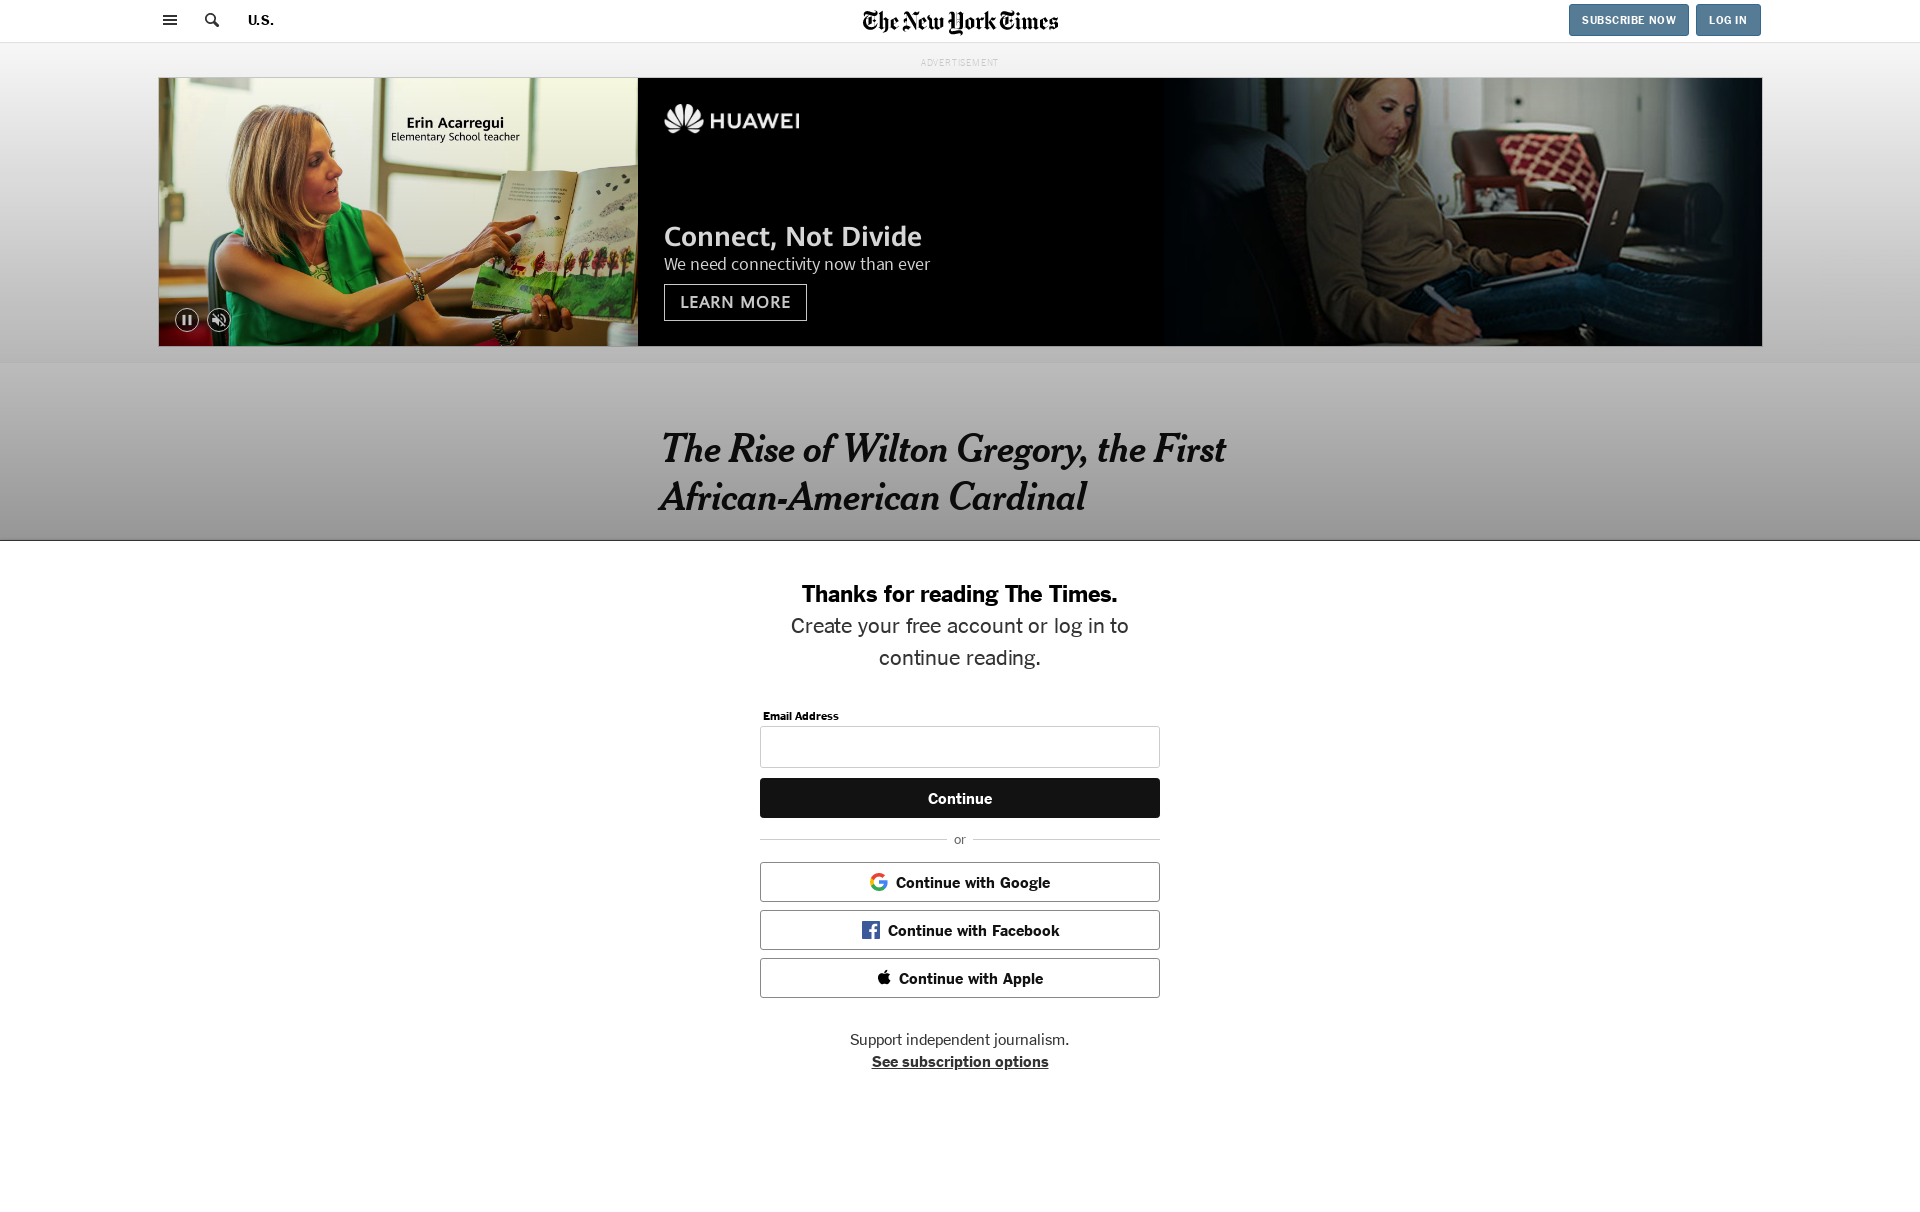 U.S.
The New York Times
SUBSCRIBE NOW
LOG IN
ADVERTISEMENT
Erin Acarregui
Elementary School teacher
HUAWEI
Connect, Not Divide
We need connectivity now than ever
LEARN MORE
The Rise of Wilton Gregory, the First
African-American Cardinal
Thanks for reading The Times.
Create your free account or log in to
continue reading.
Email Address
Continue
or
Continue with Google
Continue with Facebook
Continue with Apple
Support independent journalism.
See subscription options